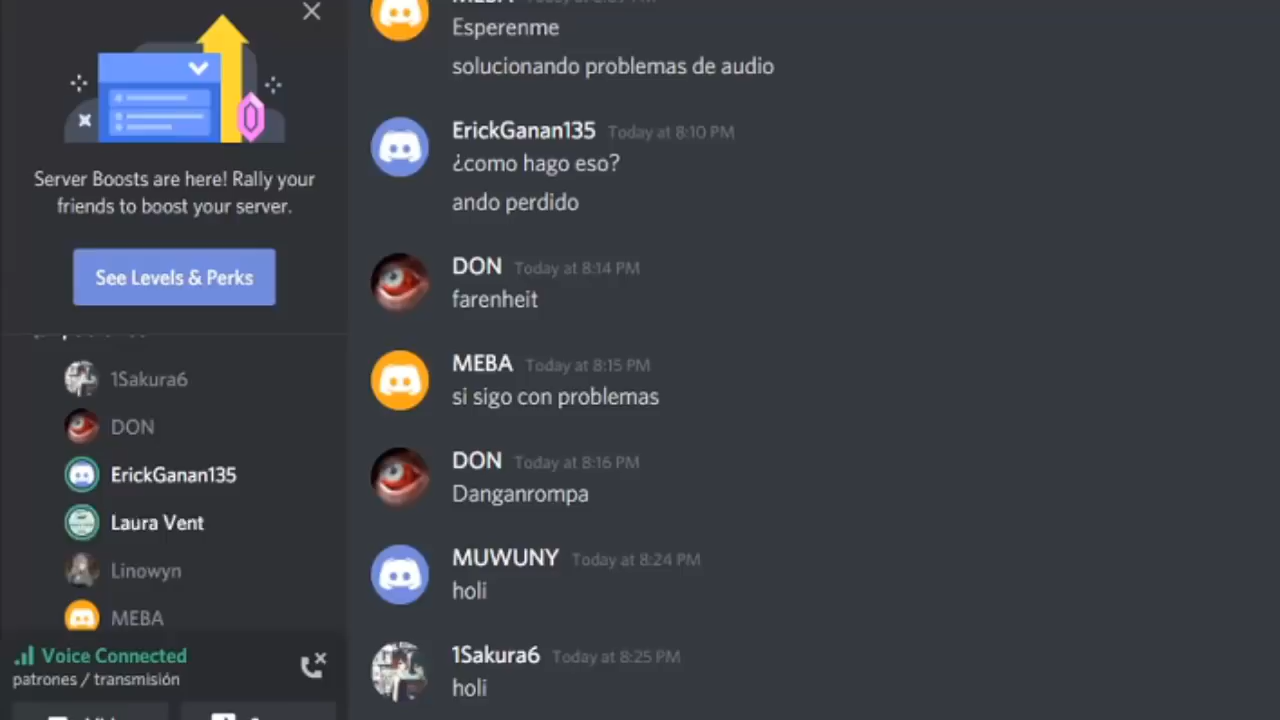 Server Boosts are here! Rally your
friends to boost your server.
See Levels & Perks
1Sakura6
DON
ErickGanan135
Laura Vent
Linowyn
MEBA
Voice Connected
patrones / transmisión
Esperenme
solucionando problemas de audio
ErickGanan135 Today at 8:10 PM
¿como hago eso?
ando perdido
DON Today at 8:14 PM
farenheit
MEBA Today at 8:15 PM
si sigo con problemas
DON Today at 8:16 PM
Danganrompa
MUWUNY Today at 8:24 PM
holi
1Sakura6 Today at 8:25 PM
holi